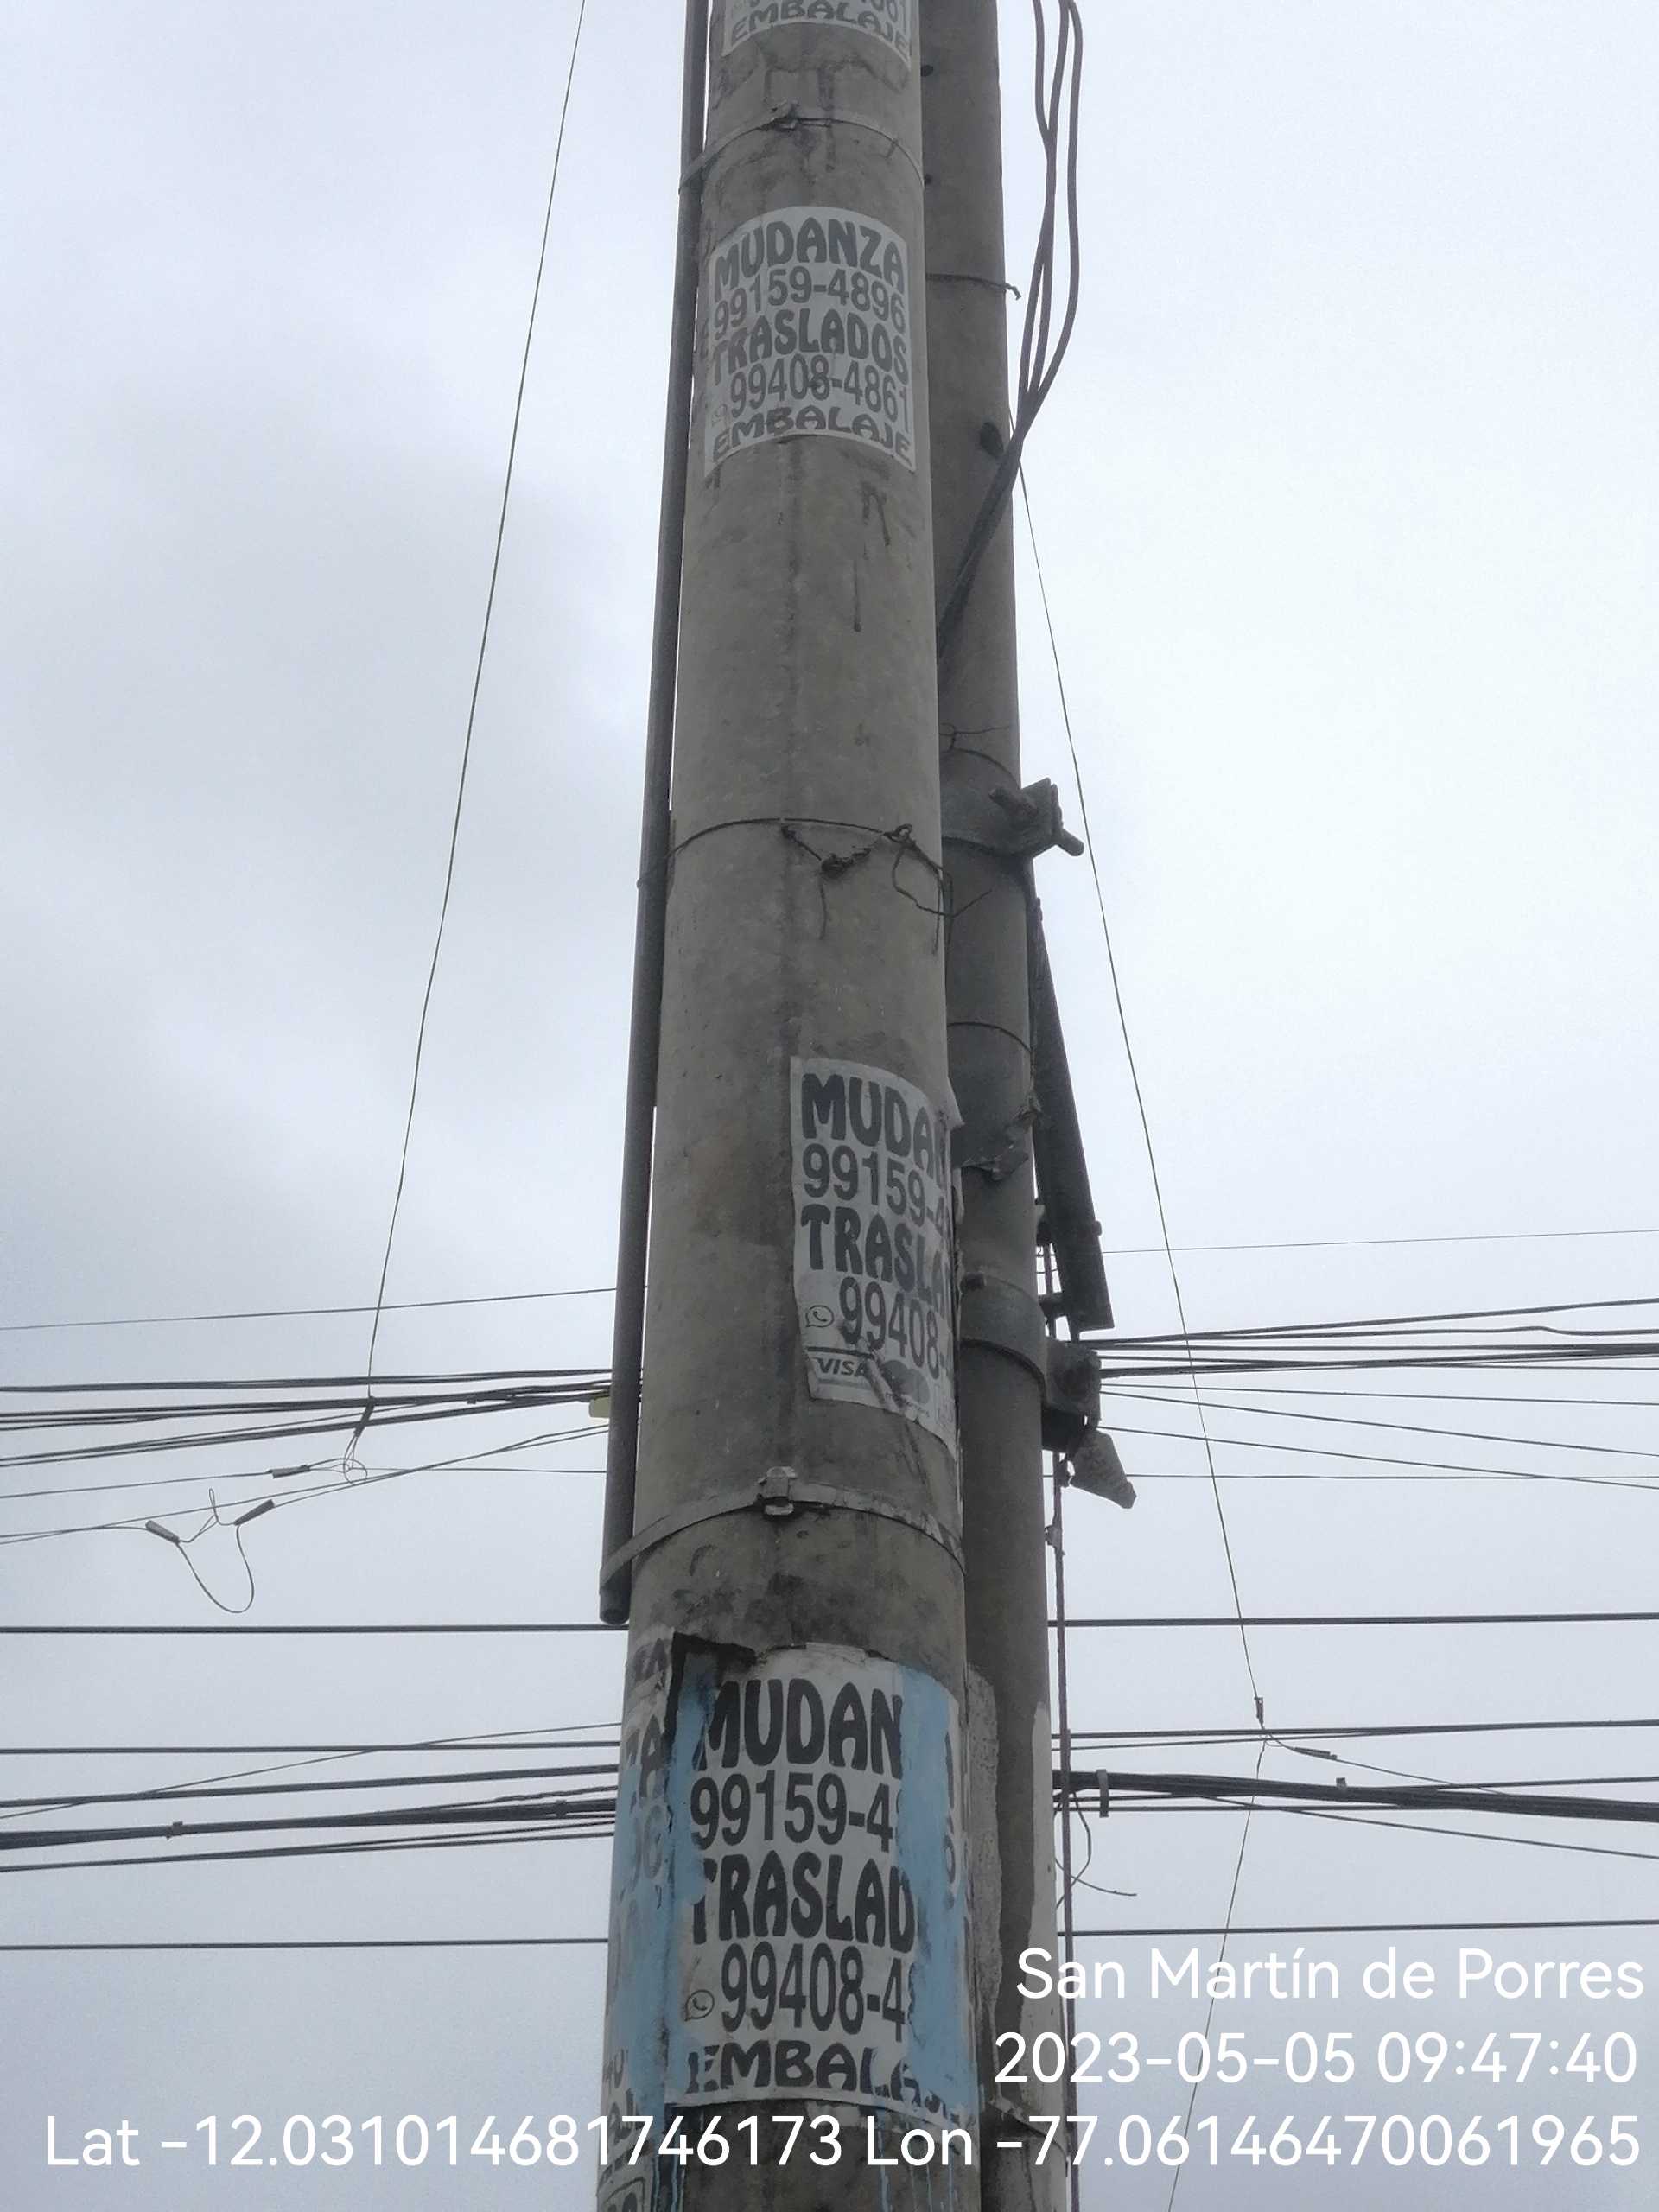 EMBALAJE
MUDANZA
99159-4896
TRASLADOS
99408-4861
EMBALAJE
MUDAN
99159-4
TRASLA
99408-
VISA
MUDAN
99159-4
TRASLAD
99408-4
EMBALAJE
San Martín de Porres
2023-05-05 09:47:40
Lat -12.031014681746173 Lon -77.06146470061965